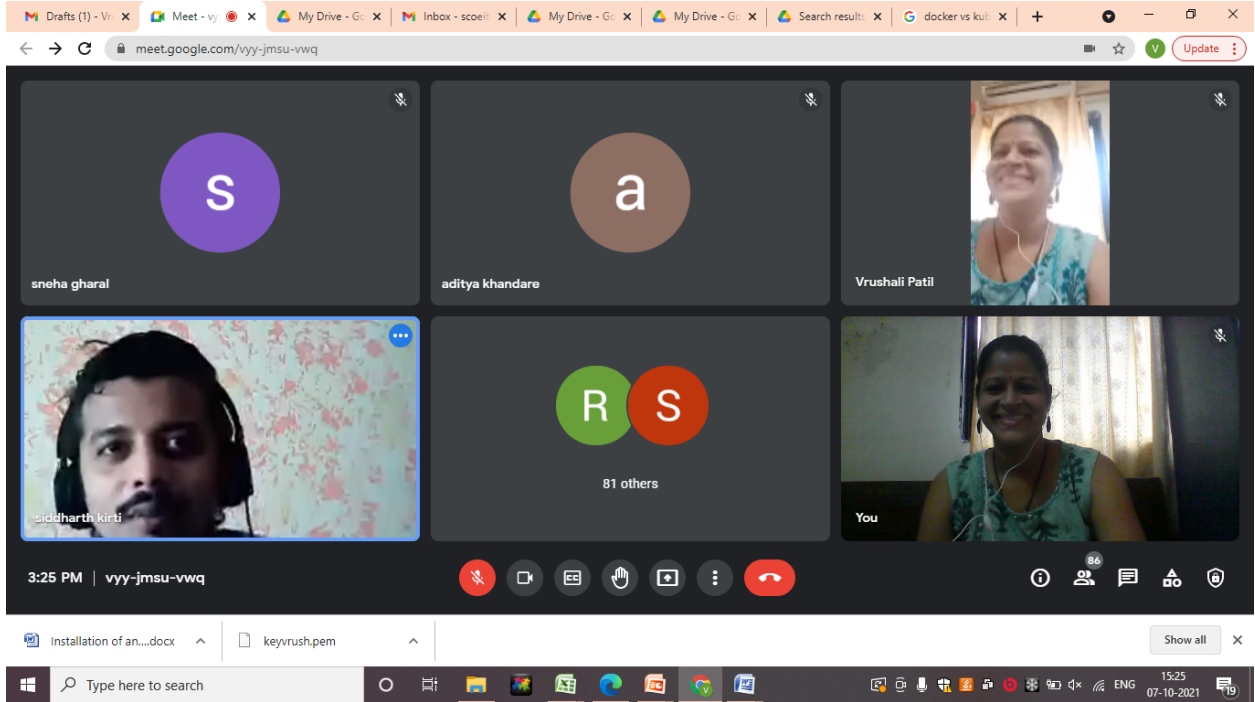 Drafts (1) - Vr
Meet - vy
My Drive - Go
Inbox - scoeit
My Drive - Go
My Drive - Go
Search results
docker vs kub
meet.google.com/vyy-jmsu-vwq
V
Update
s
sneha gharal
a
aditya khandare
Vrushali Patil
siddharth kirti
R S
81 others
You
3:25 PM | vyy-jmsu-vwq
CC
86
Installation of an....docx
keyvrush.pem
Show all
Type here to search
ENG
15:25
07-10-2021
19